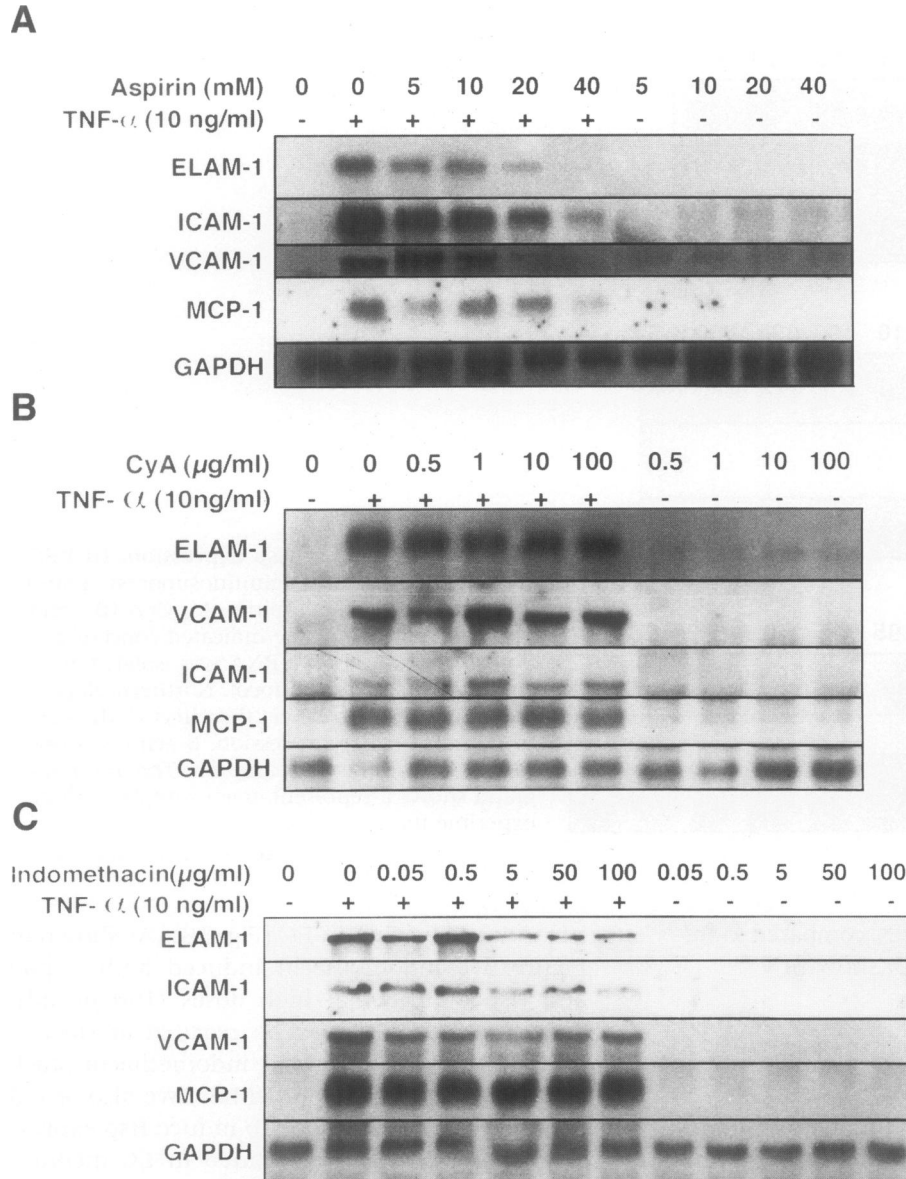 A
Aspirin (mM) 0 0 5 10 20 40 5 10 20 40
TNF-α (10 ng/ml) - + + + + + - - - -
ELAM-1
ICAM-1
VCAM-1
MCP-1
GAPDH
B
CyA (μg/ml) 0 0 0.5 1 10 100 0.5 1 10 100
TNF- α (10ng/ml) - + + + + + - - - -
ELAM-1
VCAM-1
ICAM-1
MCP-1
GAPDH
C
Indomethacin(μg/ml) 0 0 0.05 0.5 5 50 100 0.05 0.5 5 50 100
TNF- α (10 ng/ml) - + + + + + + - - - - -
ELAM-1
ICAM-1
VCAM-1
MCP-1
GAPDH